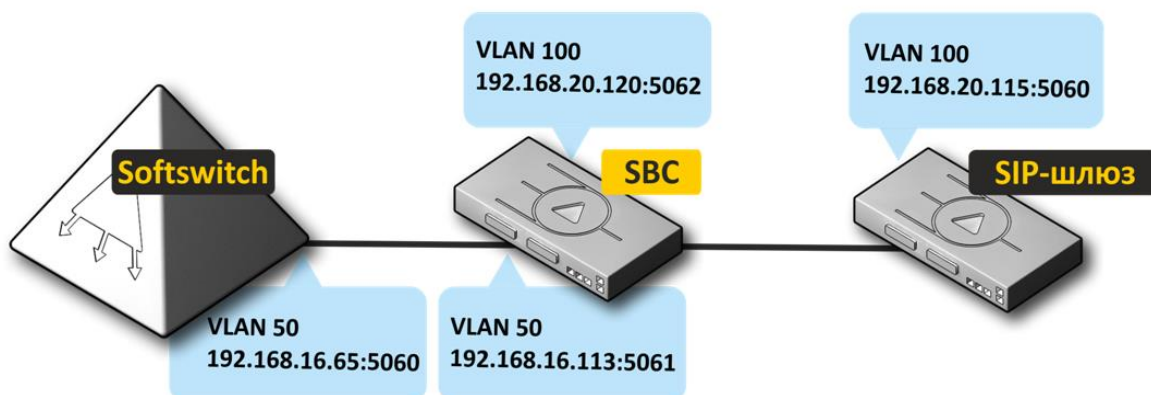 VLAN 100
192.168.20.120:5062
VLAN 100
192.168.20.115:5060
Softswitch
SBC
SIP-шлюз
VLAN 50
192.168.16.65:5060
VLAN 50
192.168.16.113:5061